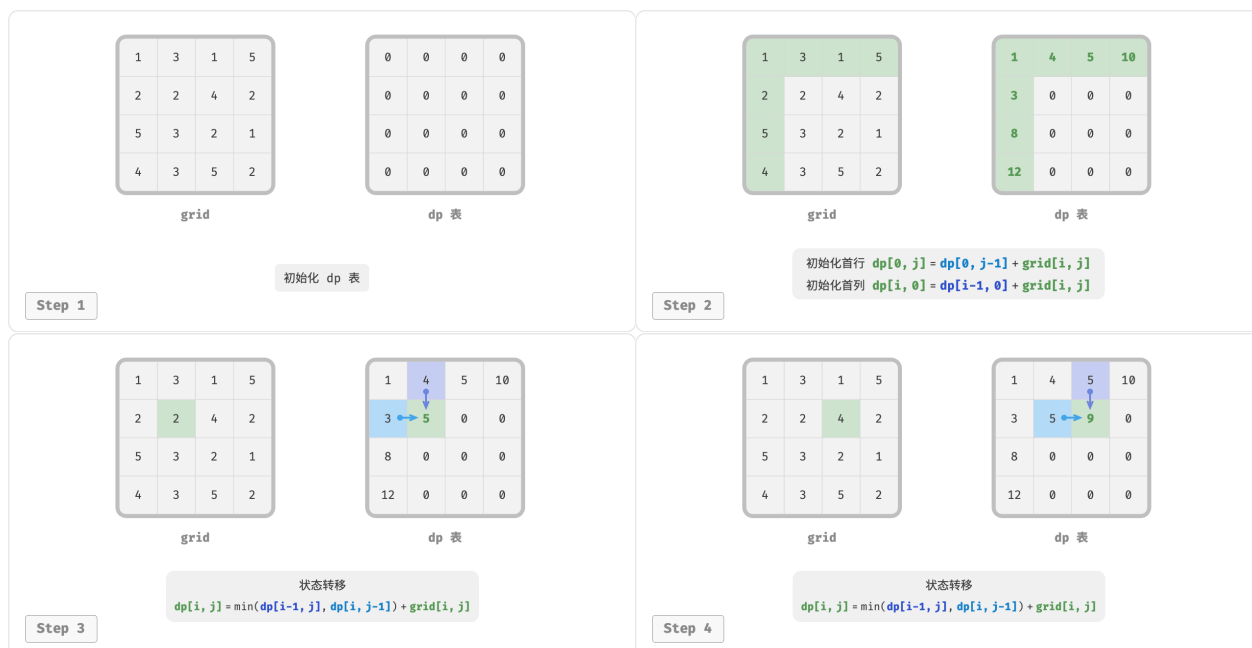 1 3 1 5
2 2 4 2
5 3 2 1
4 3 5 2
grid
0 0 0 0
0 0 0 0
0 0 0 0
0 0 0 0
dp 表
初始化 dp 表
Step 1
1 3 1 5
2 2 4 2
5 3 2 1
4 3 5 2
grid
1 4 5 10
3 0 0 0
8 0 0 0
12 0 0 0
dp 表
初始化首行 dp[0, j] = dp[0, j-1] + grid[i, j]
初始化首列 dp[i, 0] = dp[i-1, 0] + grid[i, j]
Step 2
1 3 1 5
2 2 4 2
5 3 2 1
4 3 5 2
grid
1 4 5 10
3 5 0 0
8 0 0 0
12 0 0 0
dp 表
状态转移
dp[i, j] = min(dp[i-1, j], dp[i, j-1]) + grid[i, j]
Step 3
1 3 1 5
2 2 4 2
5 3 2 1
4 3 5 2
grid
1 4 5 10
3 5 9 0
8 0 0 0
12 0 0 0
dp 表
状态转移
dp[i, j] = min(dp[i-1, j], dp[i, j-1]) + grid[i, j]
Step 4